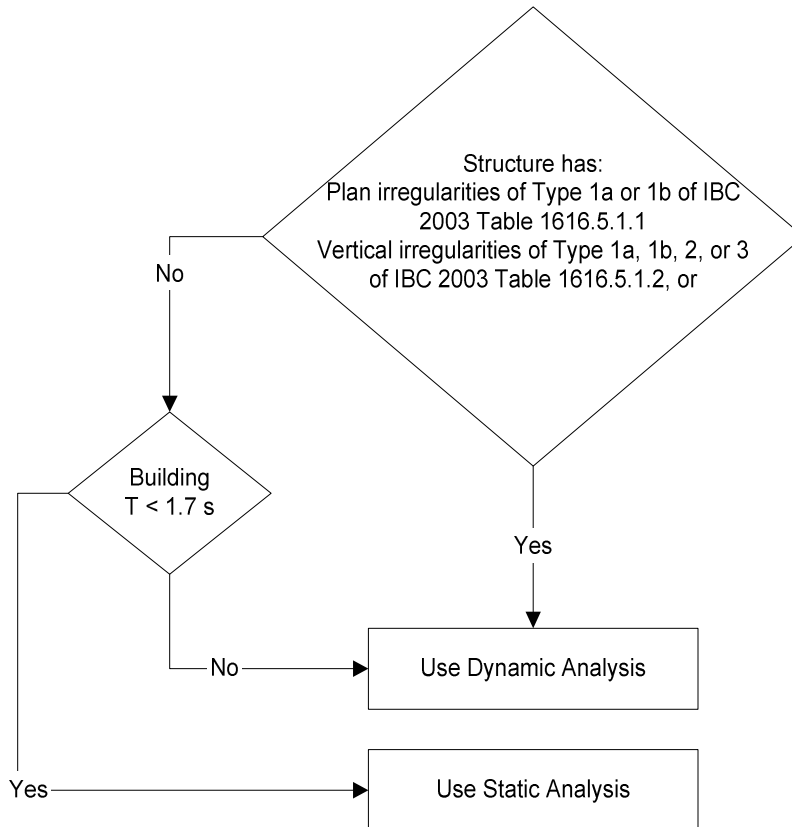 Structure has:
Plan irregularities of Type 1a or 1b of IBC
2003 Table 1616.5.1.1
Vertical irregularities of Type 1a, 1b, 2, or 3
of IBC 2003 Table 1616.5.1.2, or
No
Building
T < 1.7 s
Yes
No
Use Dynamic Analysis
Yes
Use Static Analysis